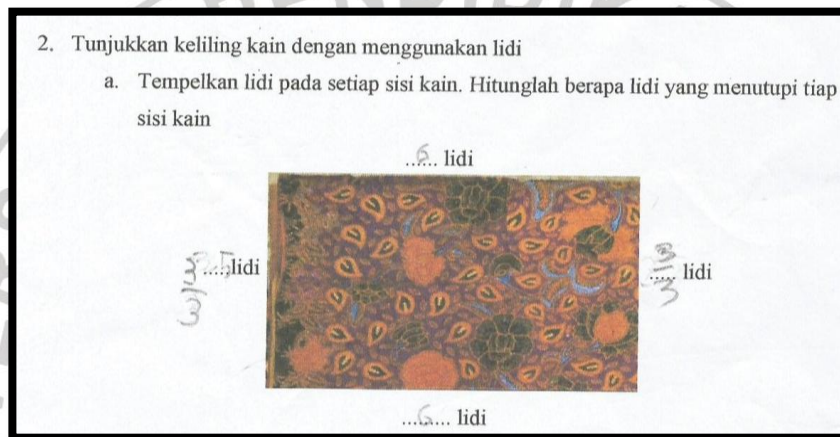 2. Tunjukkan keliling kain dengan menggunakan lidi
a. Tempelkan lidi pada setiap sisi kain. Hitunglah berapa lidi yang menutupi tiap
sisi kain
..6... lidi
.....lidi
..... lidi
...6.... lidi